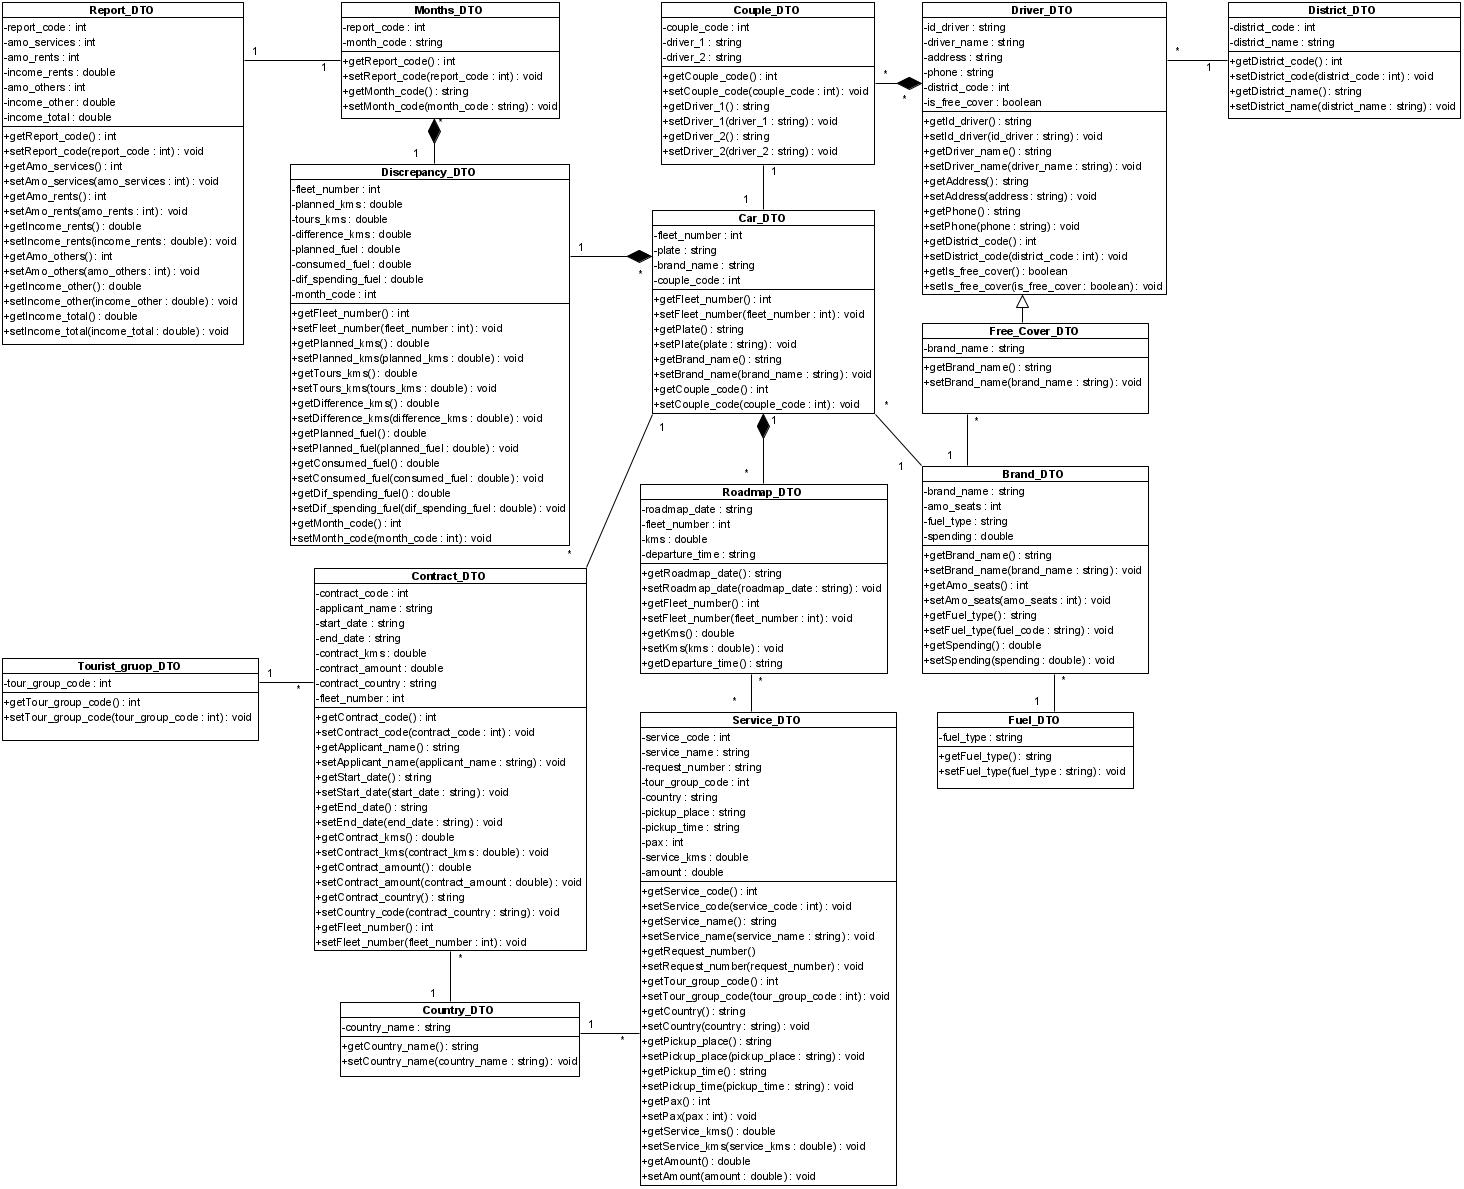 Report_DTO
-report_code : int
-amo_services : int
-amo_rents : int
-income_rents : double
-amo_others : int
-income_other : double
-income_total : double
+getReport_code() : int
+setReport_code(report_code : int) : void
+getAmo_services() : int
+setAmo_services(amo_services : int) : void
+getAmo_rents() : int
+setAmo_rents(amo_rents : int) : void
+getIncome_rents() : double
+setIncome_rents(income_rents : double) : void
+getAmo_others() : int
+setAmo_others(amo_others : int) : void
+getIncome_other() : double
+setIncome_other(income_other : double) : void
+getIncome_total() : double
+setIncome_total(income_total : double) : void
1
1
Months_DTO
-report_code : int
-month_code : string
+getReport_code() : int
+setReport_code(report_code : int) : void
+getMonth_code() : string
+setMonth_code(month_code : string) : void
*
1
Discrepancy_DTO
-fleet_number : int
-planned_kms : double
-tours_kms : double
-difference_kms : double
-planned_fuel : double
-consumed_fuel : double
-dif_spending_fuel : double
-month_code : int
+getFleet_number() : int
+setFleet_number(fleet_number : int) : void
+getPlanned_kms() : double
+setPlanned_kms(planned_kms : double) : void
+getTours_kms() : double
+setTours_kms(tours_kms : double) : void
+getDifference_kms() : double
+setDifference_kms(difference_kms : double) : void
+getPlanned_fuel() : double
+setPlanned_fuel(planned_fuel : double) : void
+getConsumed_fuel() : double
+setConsumed_fuel(consumed_fuel : double) : void
+getDif_spending_fuel() : double
+setDif_spending_fuel(dif_spending_fuel : double) : void
+getMonth_code() : int
+setMonth_code(month_code : int) : void
1
*
Couple_DTO
-couple_code : int
-driver_1 : string
-driver_2 : string
+getCouple_code() : int
+setCouple_code(couple_code : int) : void
+getDriver_1() : string
+setDriver_1(driver_1 : string) : void
+getDriver_2() : string
+setDriver_2(driver_2 : string) : void
*
*
1
1
Driver_DTO
-id_driver : string
-driver_name : string
-address : string
-phone : string
-district_code : int
-is_free_cover : boolean
+getId_driver() : string
+setId_driver(id_driver : string) : void
+getDriver_name() : string
+setDriver_name(driver_name : string) : void
+getAddress() : string
+setAddress(address : string) : void
+getPhone() : string
+setPhone(phone : string) : void
+getDistrict_code() : int
+setDistrict_code(district_code : int) : void
+getIs_free_cover() : boolean
+setIs_free_cover(is_free_cover : boolean) : void
*
1
District_DTO
-district_code : int
-district_name : string
+getDistrict_code() : int
+setDistrict_code(district_code : int) : void
+getDistrict_name() : string
+setDistrict_name(district_name : string) : void
Car_DTO
-fleet_number : int
-plate : string
-brand_name : string
-couple_code : int
+getFleet_number() : int
+setFleet_number(fleet_number : int) : void
+getPlate() : string
+setPlate(plate : string) : void
+getBrand_name() : string
+setBrand_name(brand_name : string) : void
+getCouple_code() : int
+setCouple_code(couple_code : int) : void
1
*
1
*
*
1
Free_Cover_DTO
-brand_name : string
+getBrand_name() : string
+setBrand_name(brand_name : string) : void
*
1
Brand_DTO
-brand_name : string
-amo_seats : int
-fuel_type : string
-spending : double
+getBrand_name() : string
+setBrand_name(brand_name : string) : void
+getAmo_seats() : int
+setAmo_seats(amo_seats : int) : void
+getFuel_type() : string
+setFuel_type(fuel_code : string) : void
+getSpending() : double
+setSpending(spending : double) : void
*
1
Fuel_DTO
-fuel_type : string
+getFuel_type() : string
+setFuel_type(fuel_type : string) : void
Roadmap_DTO
-roadmap_date : string
-fleet_number : int
-kms : double
-departure_time : string
+getRoadmap_date() : string
+setRoadmap_date(roadmap_date : string) : void
+getFleet_number() : int
+setFleet_number(fleet_number : int) : void
+getKms() : double
+setKms(kms : double) : void
+getDeparture_time() : string
*
*
Tourist_gruop_DTO
-tour_group_code : int
+getTour_group_code() : int
+setTour_group_code(tour_group_code : int) : void
1
*
Contract_DTO
-contract_code : int
-applicant_name : string
-start_date : string
-end_date : string
-contract_kms : double
-contract_amount : double
-contract_country : string
-fleet_number : int
+getContract_code() : int
+setContract_code(contract_code : int) : void
+getApplicant_name() : string
+setApplicant_name(applicant_name : string) : void
+getStart_date() : string
+setStart_date(start_date : string) : void
+getEnd_date() : string
+setEnd_date(end_date : string) : void
+getContract_kms() : double
+setContract_kms(contract_kms : double) : void
+getContract_amount() : double
+setContract_amount(contract_amount : double) : void
+getContract_country() : string
+setCountry_code(contract_country : string) : void
+getFleet_number() : int
+setFleet_number(fleet_number : int) : void
*
1
Country_DTO
-country_name : string
+getCountry_name() : string
+setCountry_name(country_name : string) : void
1
*
Service_DTO
-service_code : int
-service_name : string
-request_number : string
-tour_group_code : int
-country : string
-pickup_place : string
-pickup_time : string
-pax : int
-service_kms : double
-amount : double
+getService_code() : int
+setService_code(service_code : int) : void
+getService_name() : string
+setService_name(service_name : string) : void
+getRequest_number()
+setRequest_number(request_number) : void
+getTour_group_code() : int
+setTour_group_code(tour_group_code : int) : void
+getCountry() : string
+setCountry(country : string) : void
+getPickup_place() : string
+setPickup_place(pickup_place : string) : void
+getPickup_time() : string
+setPickup_time(pickup_time : string) : void
+getPax() : int
+setPax(pax : int) : void
+getService_kms() : double
+setService_kms(service_kms : double) : void
+getAmount() : double
+setAmount(amount : double) : void